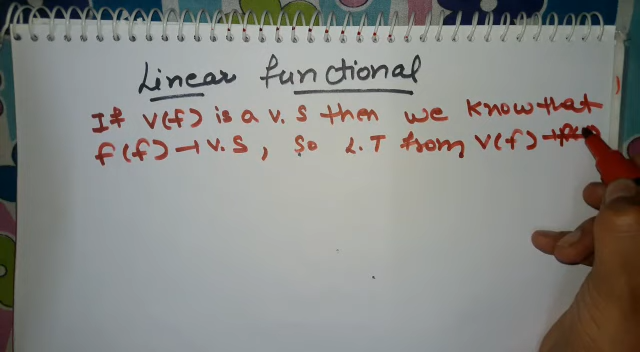 Linear functional
If V(f) is a V.S then we know that
f(f) → V.S, so L.T from V(f) →